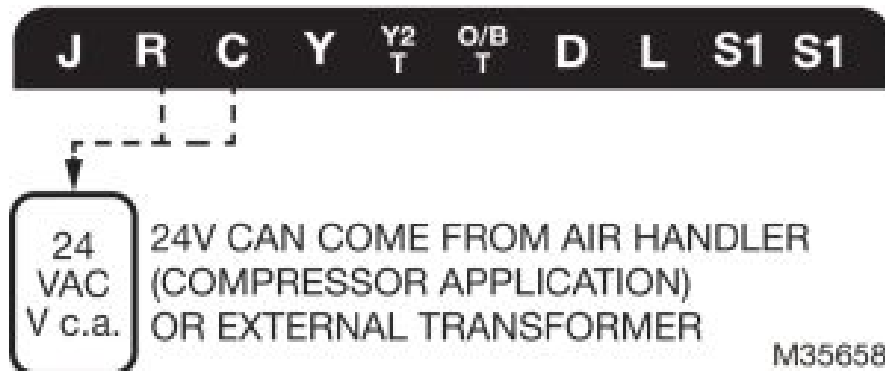 J R C Y Y2 T O/B T D L S1 S1
24 VAC V c.a.
24V CAN COME FROM AIR HANDLER
(COMPRESSOR APPLICATION)
OR EXTERNAL TRANSFORMER
M35658